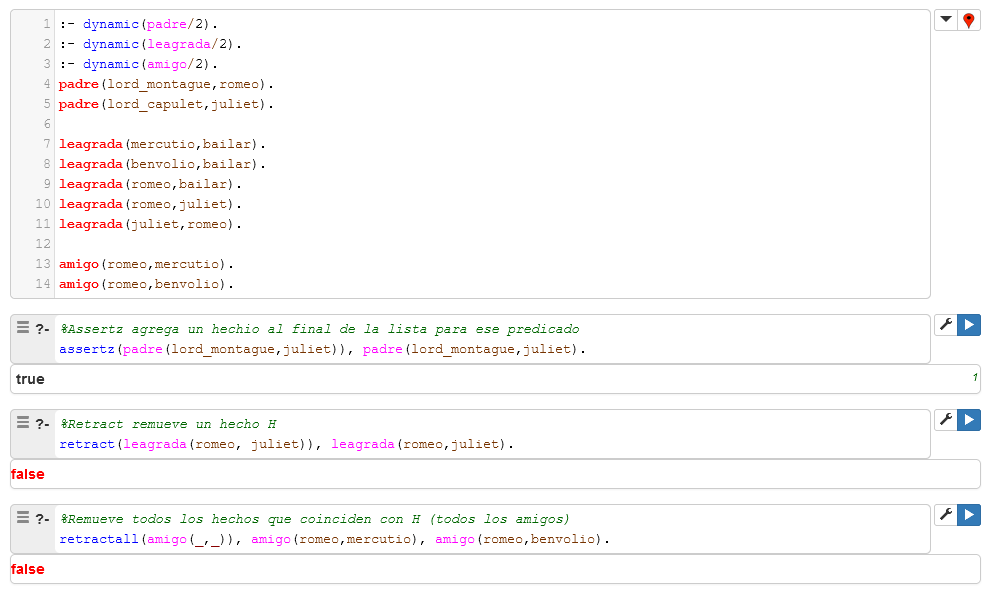 1 :- dynamic(padre/2).
2 :- dynamic(leagrada/2).
3 :- dynamic(amigo/2).
4 padre(lord_montague,romeo).
5 padre(lord_capulet,juliet).
6
7 leagrada(mercutio,bailar).
8 leagrada(benvolio,bailar).
9 leagrada(romeo,bailar).
10 leagrada(romeo,juliet).
11 leagrada(juliet,romeo).
12
13 amigo(romeo,mercutio).
14 amigo(romeo,benvolio).
?- %Assertz agrega un hechio al final de la lista para ese predicado
assertz(padre(lord_montague,juliet)), padre(lord_montague,juliet).
true 1
?- %Retract remueve un hecho H
retract(leagrada(romeo, juliet)), leagrada(romeo,juliet).
false
?- %Remueve todos los hechos que coinciden con H (todos los amigos)
retractall(amigo(_,_)), amigo(romeo,mercutio), amigo(romeo,benvolio).
false